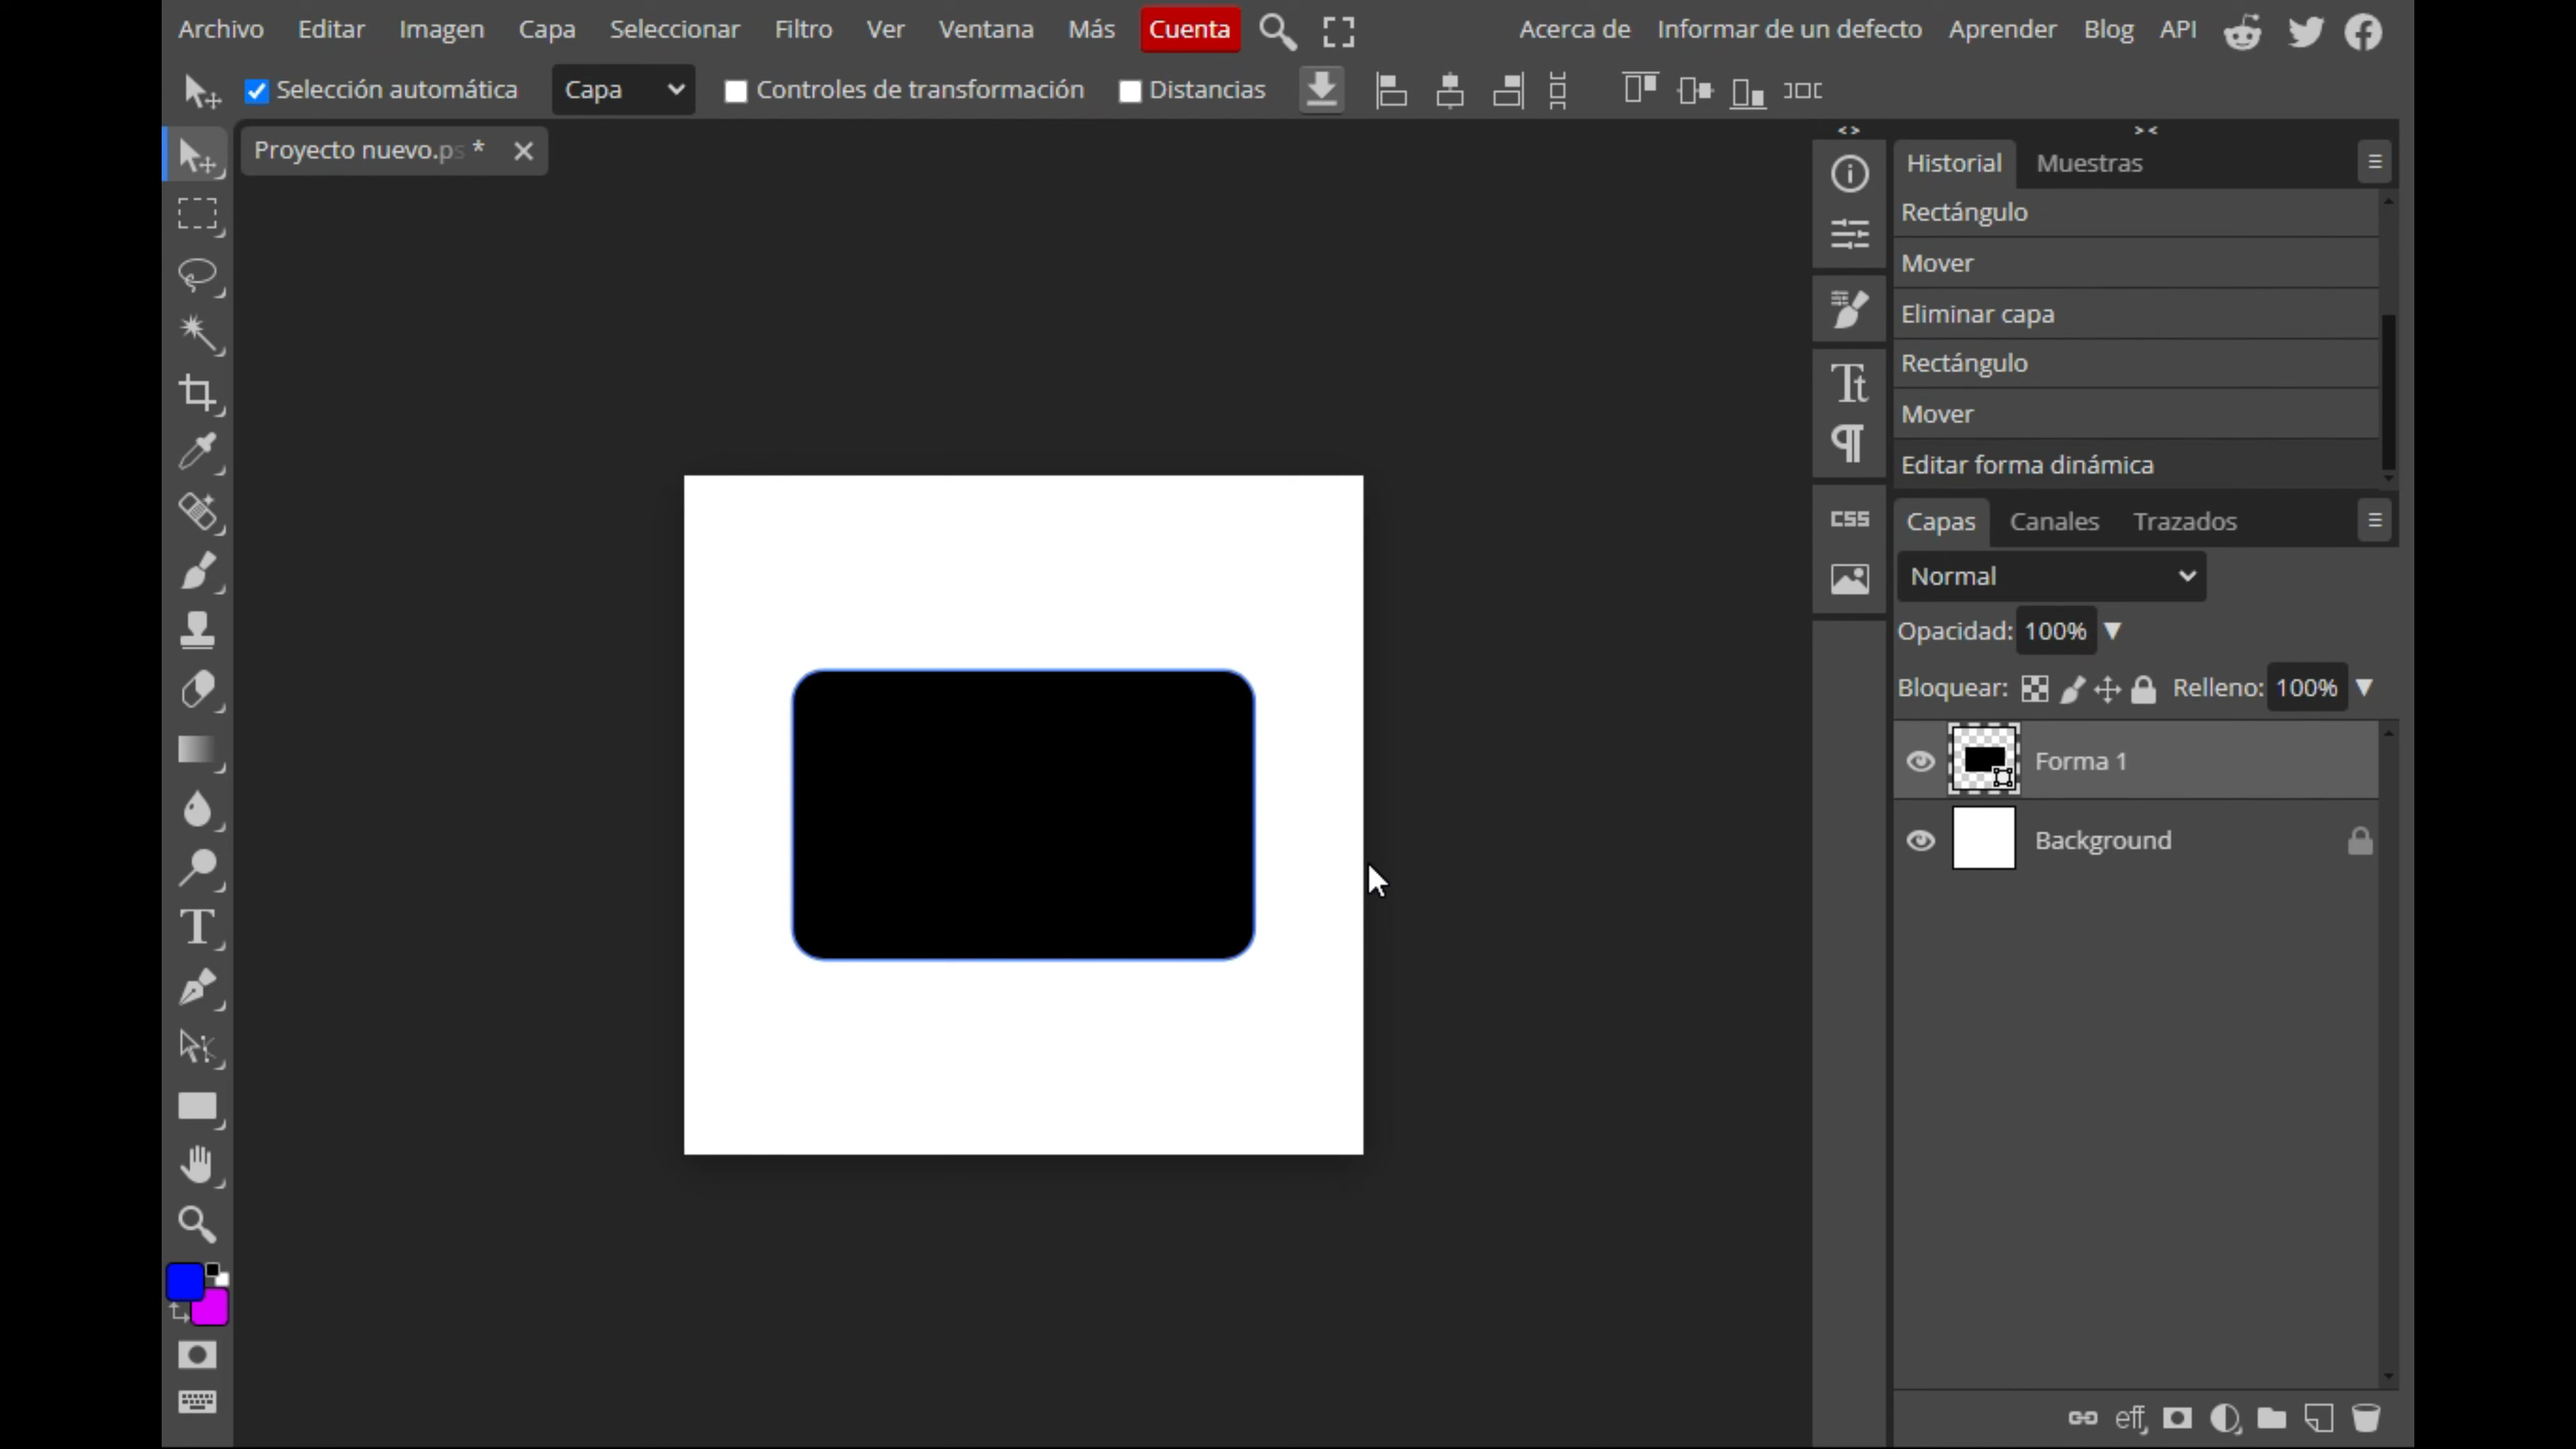 Archivo Editar Imagen Capa Seleccionar Filtro Ver Ventana Más Cuenta Acerca de Informar de un defecto Aprender Blog API
Selección automática Capa Controles de transformación Distancias
Proyecto nuevo.ps *
Historial Muestras
Rectángulo
Mover
Eliminar capa
Rectángulo
Mover
Editar forma dinámica
CSS
Capas Canales Trazados
Normal
Opacidad: 100%
Bloquear: Relleno: 100%
Forma 1
Background
eff